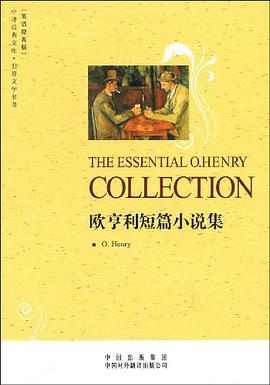 中译经典文库·世界文学名著
(英语原著版)
THE ESSENTIAL O.HENRY
COLLECTION
欧亨利短篇小说集
■ O. Henry
中国出版集团
中国对外翻译出版公司